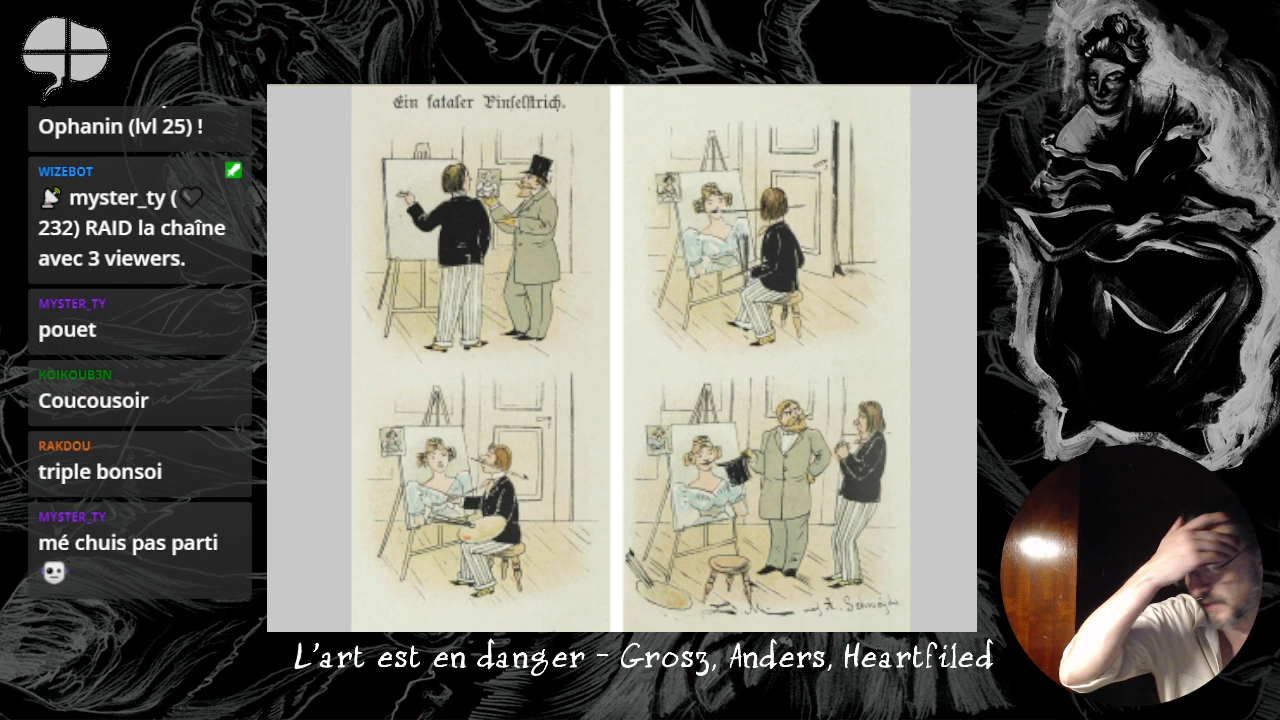 Ophanin (lvl 25) !
WIZEBOT
myster_ty (
232) RAID la chaîne
avec 3 viewers.
MYSTER_TY
pouet
KOIKOUB3N
Coucousoir
RAKDOU
triple bonsoi
MYSTER_TY
mé chuis pas parti
Ein fataler Pinselstrich.
L'art est en danger - Grosz, Anders, Heartfiled